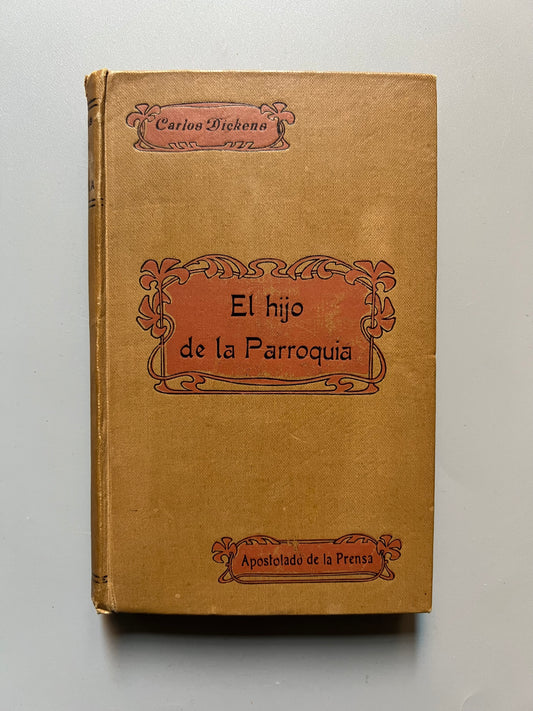 Carlos Dickens
El hijo
de la Parroquia
Apostolado de la Prensa